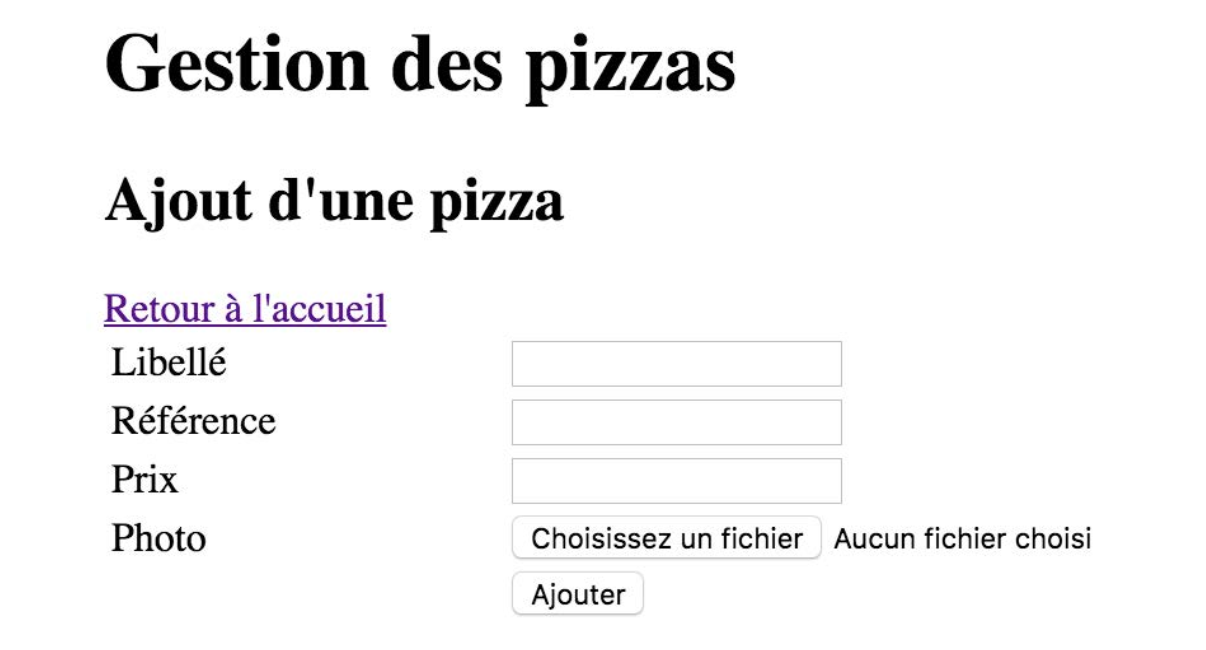 Gestion des pizzas
Ajout d'une pizza
Retour à l'accueil
Libellé
Référence
Prix
Photo Choisissez un fichier Aucun fichier choisi
Ajouter